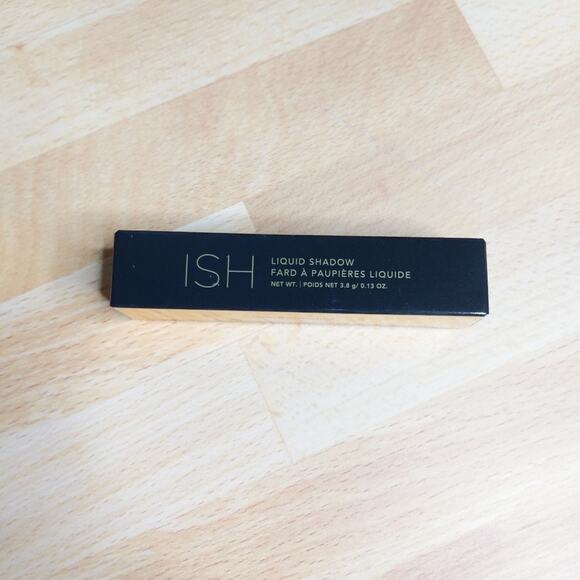 ISH
LIQUID SHADOW
FARD À PAUPIÈRES LIQUIDE
NET WT. | POIDS NET 3.8 g/ 0.13 OZ.